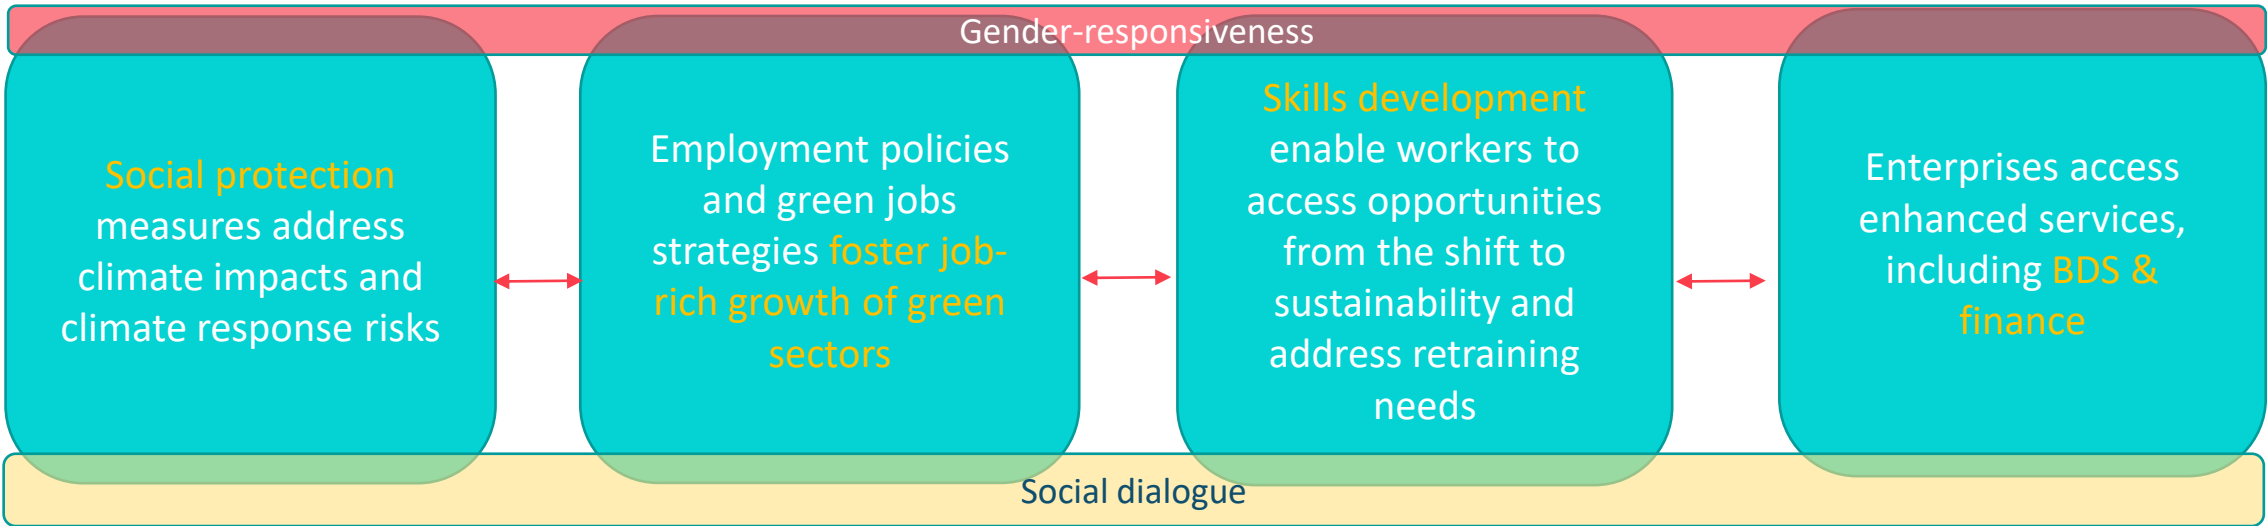 Gender-responsiveness
Social protection
measures address
climate impacts and
climate response risks
Employment policies
and green jobs
strategies foster job-
rich growth of green
sectors
Skills development
enable workers to
access opportunities
from the shift to
sustainability and
address retraining
needs
Enterprises access
enhanced services,
including BDS &
finance
Social dialogue